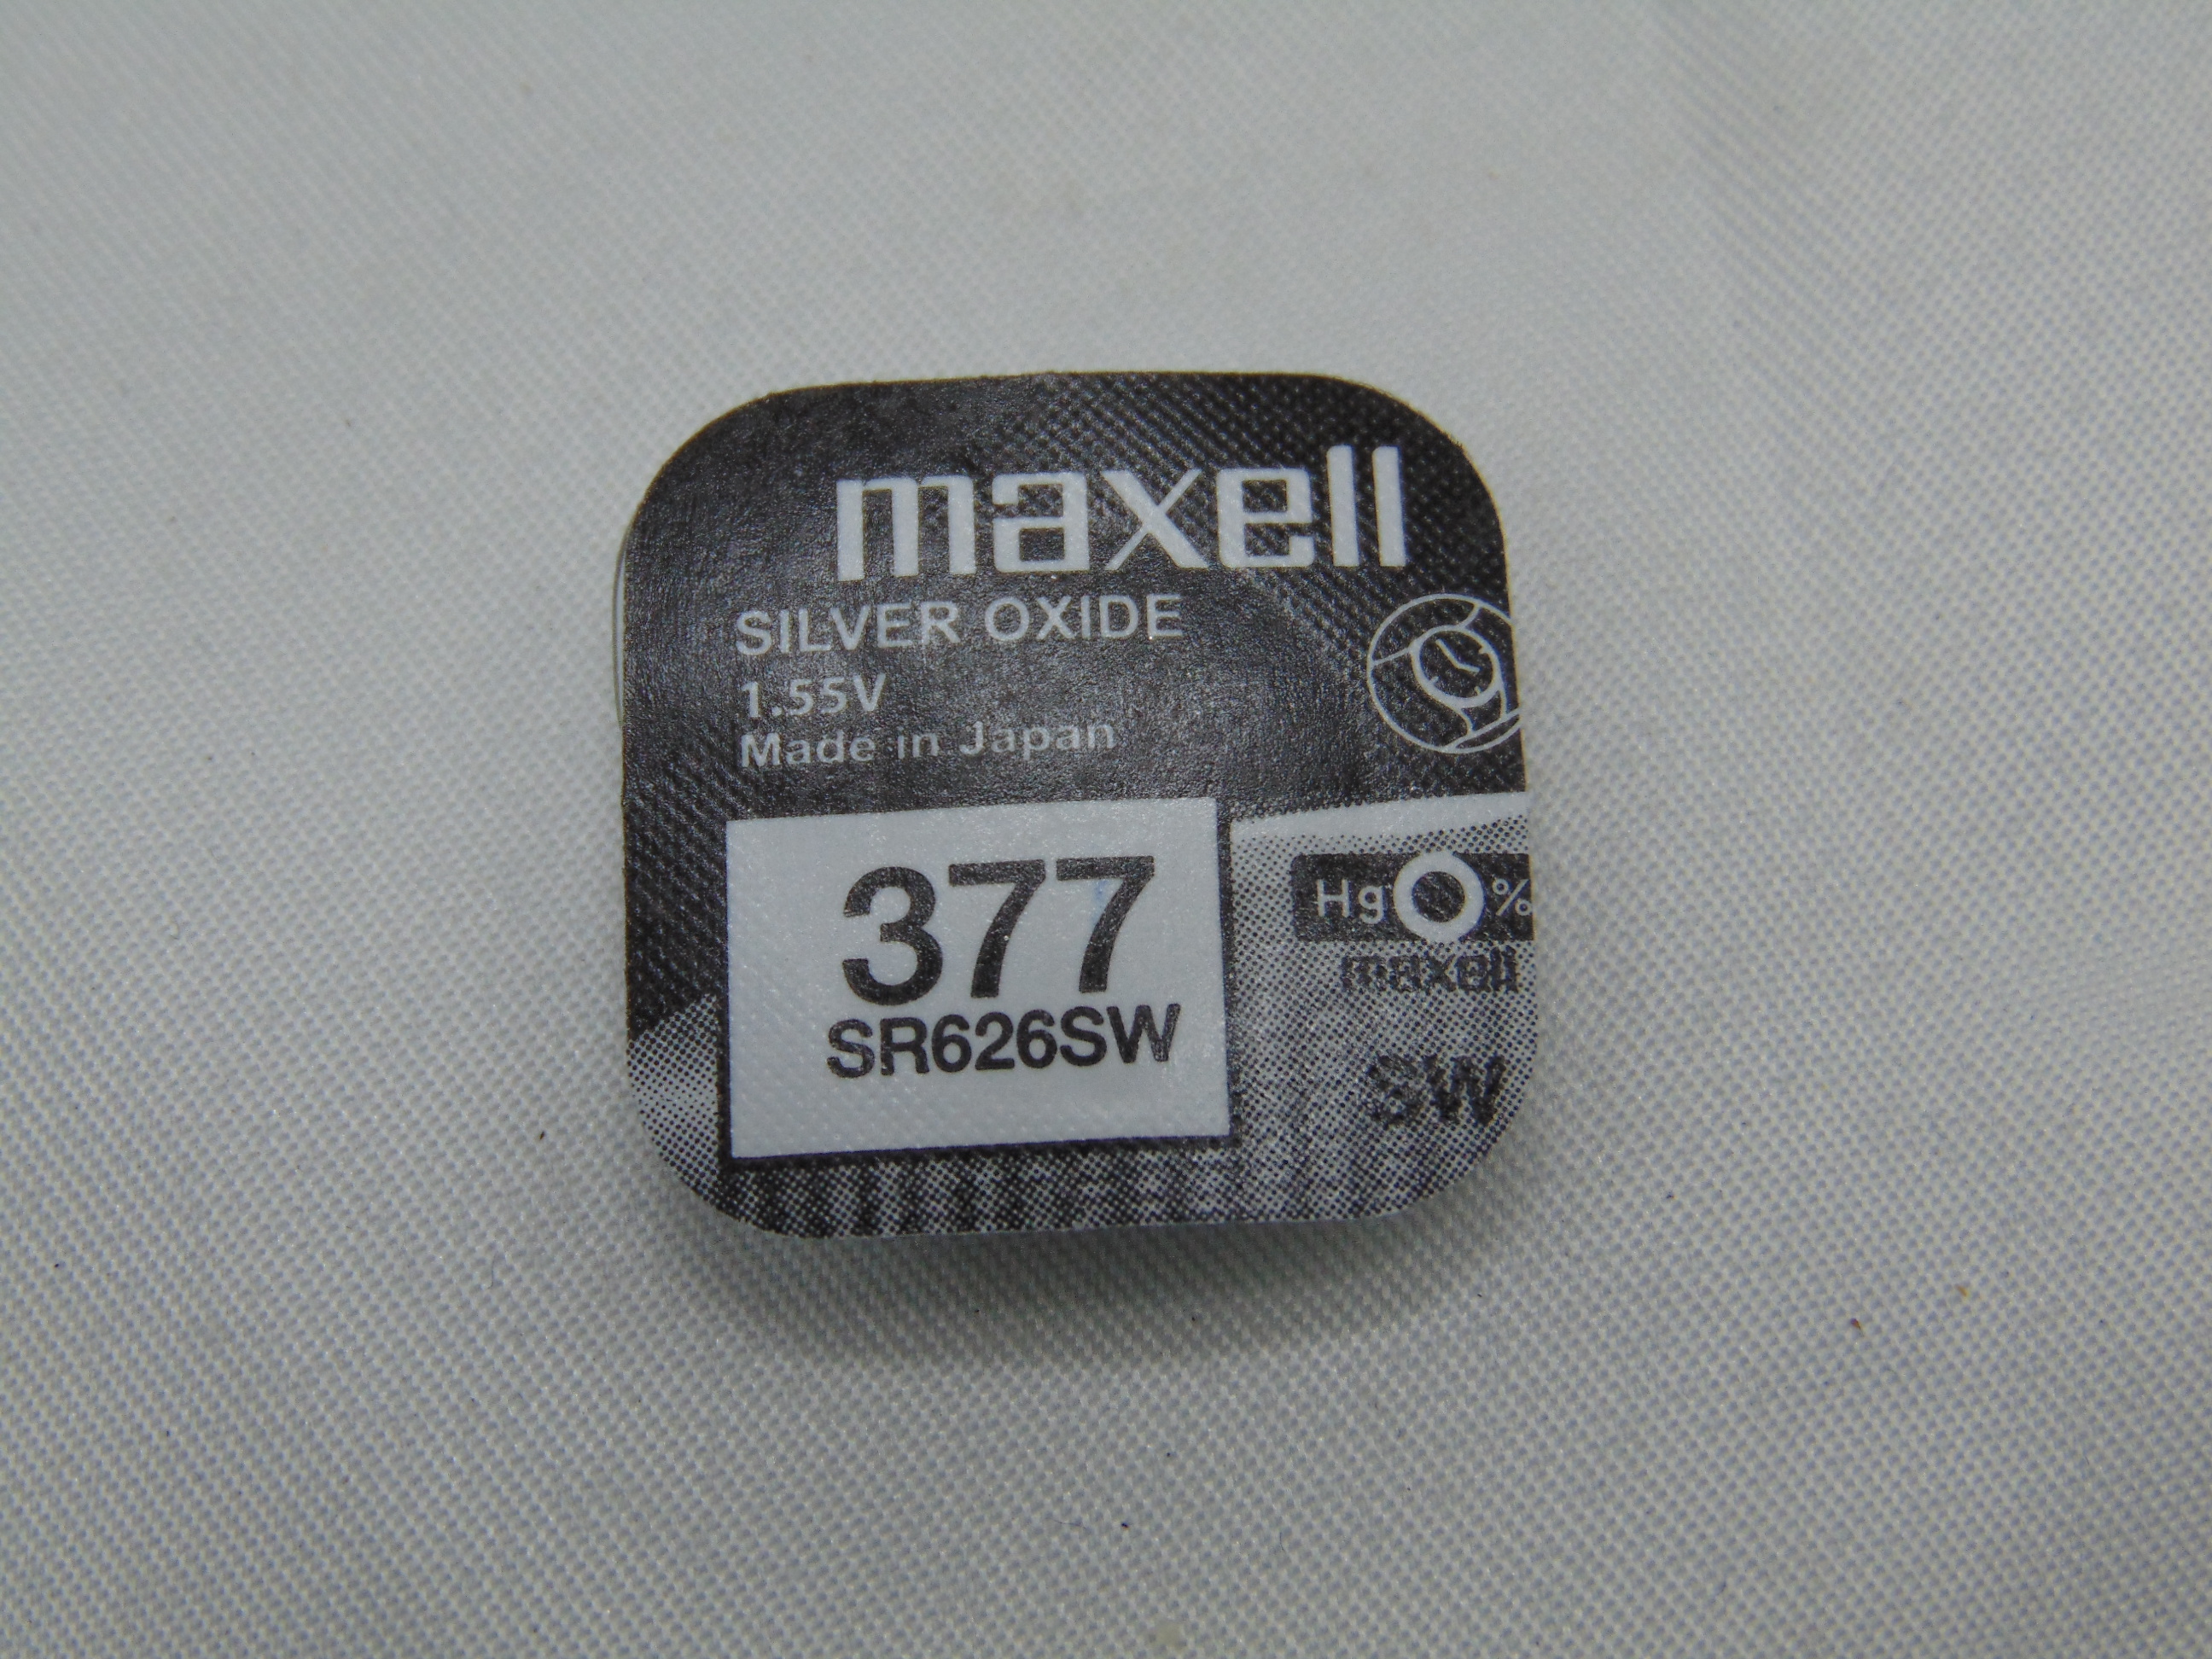 maxell
SILVER OXIDE
1.55V
Made in Japan
377
SR626SW
Hg0%
maxell
SW